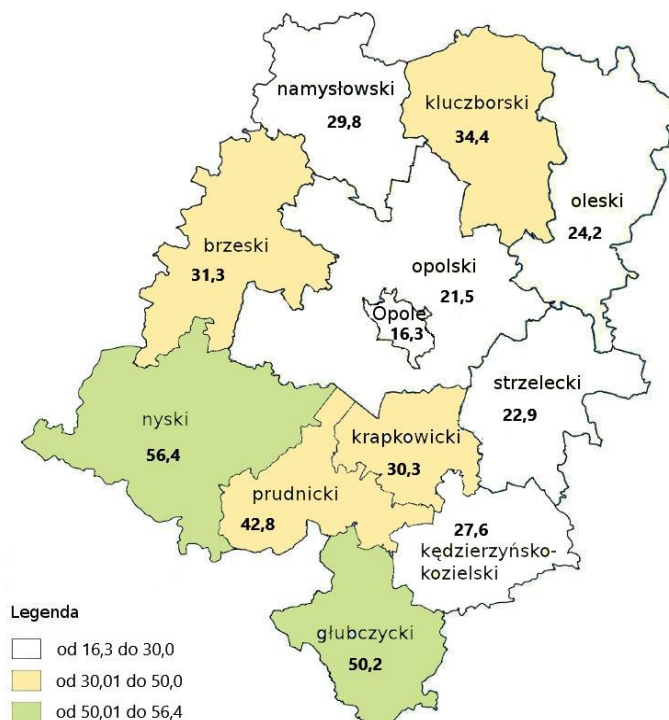 namysłowski
29,8
kluczborski
34,4
oleski
24,2
brzeski
31,3
opolski
21,5
Opole
16,3
strzelecki
22,9
nyski
56,4
krapkowicki
30,3
prudnicki
42,8
27,6
kędzierzyńsko-
kozielski
głubczycki
50,2
Legenda
od 16,3 do 30,0
od 30,01 do 50,0
od 50,01 do 56,4